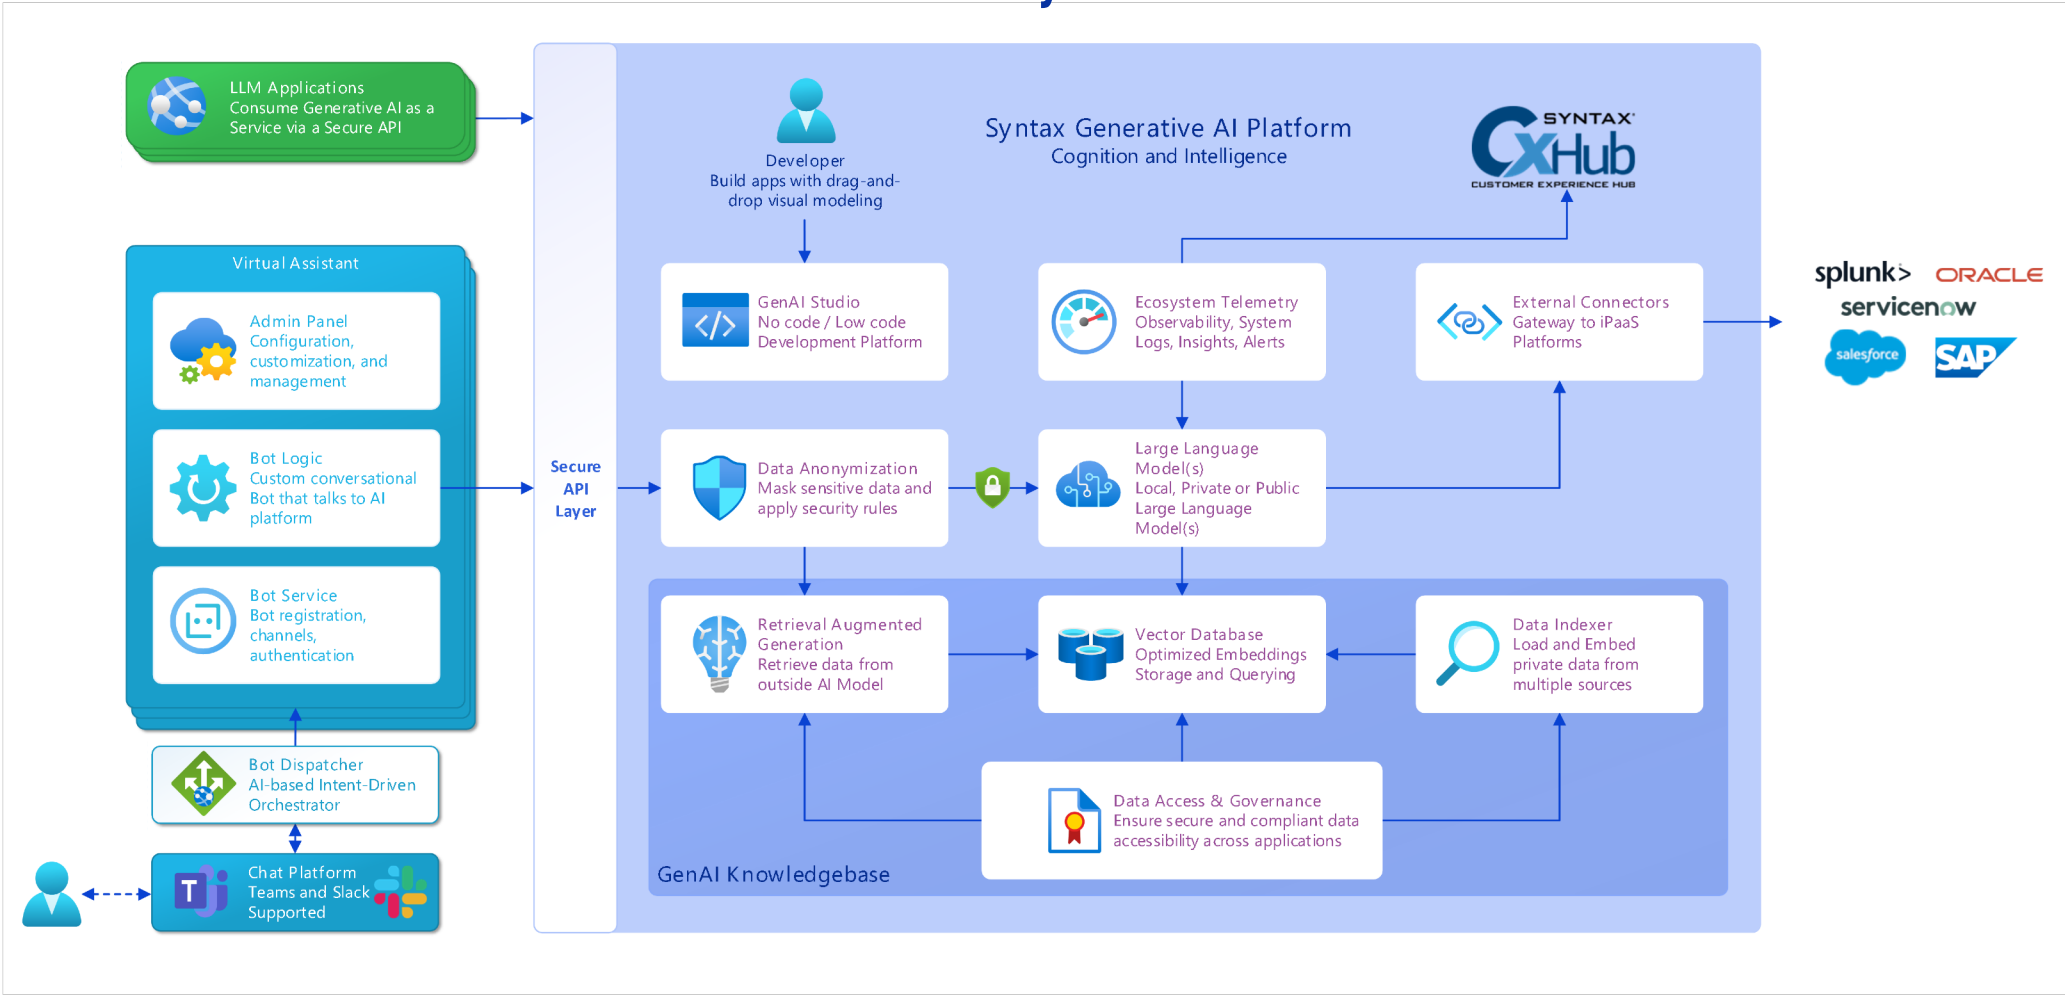 LLM Applications
Consume Generative AI as a
Service via a Secure API
Virtual Assistant
Admin Panel
Configuration,
customization, and
management
Bot Logic
Custom conversational
Bot that talks to AI
platform
Bot Service
Bot registration,
channels,
authentication
Bot Dispatcher
AI-based Intent-Driven
Orchestrator
Chat Platform
Teams and Slack
Supported
T
Secure
API
Layer
Developer
Build apps with drag-and-
drop visual modeling
Syntax Generative AI Platform
Cognition and Intelligence
SYNTAX
CxHub
CUSTOMER EXPERIENCE HUB
GenAI Studio
No code / Low code
Development Platform
Ecosystem Telemetry
Observability, System
Logs, Insights, Alerts
External Connectors
Gateway to iPaaS
Platforms
Data Anonymization
Mask sensitive data and
apply security rules
Large Language
Model(s)
Local, Private or Public
Large Language
Model(s)
Retrieval Augmented
Generation
Retrieve data from
outside AI Model
Vector Database
Optimized Embeddings
Storage and Querying
Data Indexer
Load and Embed
private data from
multiple sources
Data Access & Governance
Ensure secure and compliant data
accessibility across applications
GenAI Knowledgebase
splunk>
ORACLE
servicenow
salesforce
SAP